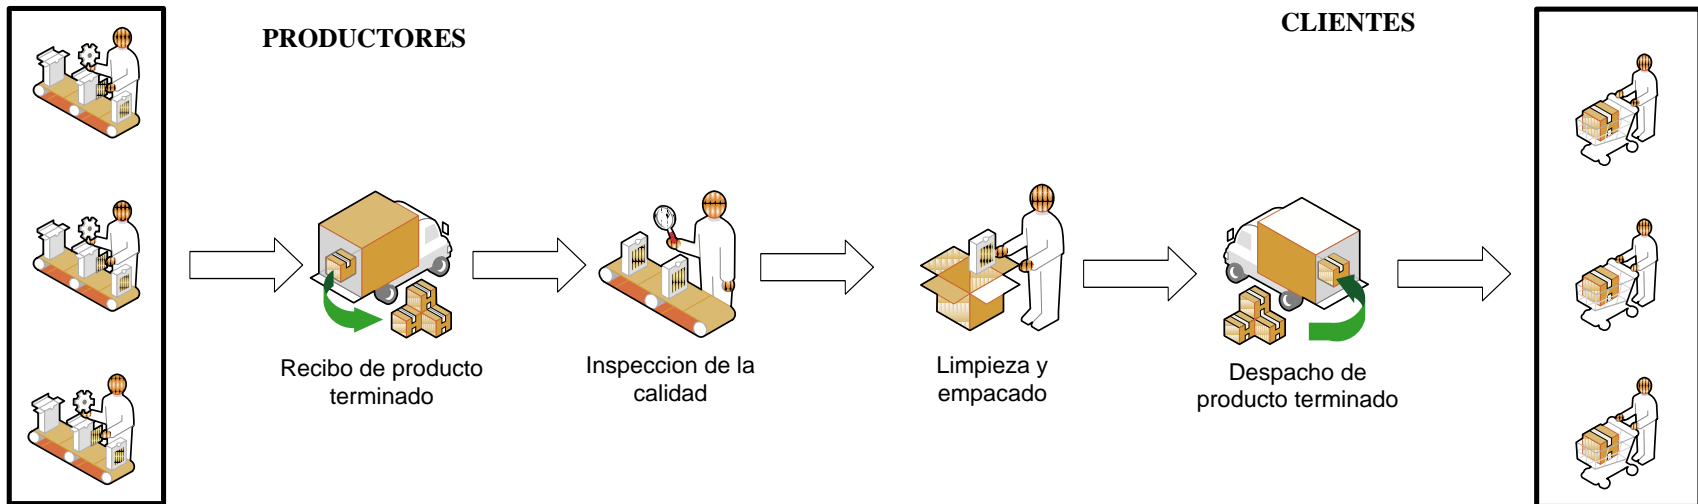 PRODUCTORES
CLIENTES
Recibo de producto
terminado
Inspeccion de la
calidad
Limpieza y
empacado
Despacho de
producto terminado